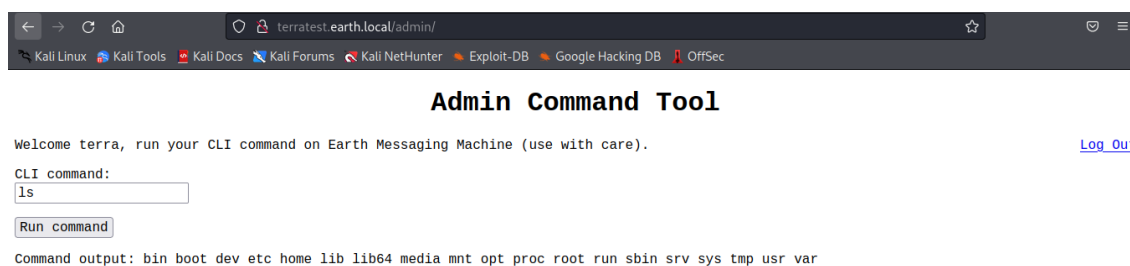 terratest.earth.local/admin/
Kali Linux Kali Tools Kali Docs Kali Forums Kali NetHunter Exploit-DB Google Hacking DB OffSec
Admin Command Tool
Welcome terra, run your CLI command on Earth Messaging Machine (use with care). Log Ou
CLI command:
ls
Run command
Command output: bin boot dev etc home lib lib64 media mnt opt proc root run sbin srv sys tmp usr var